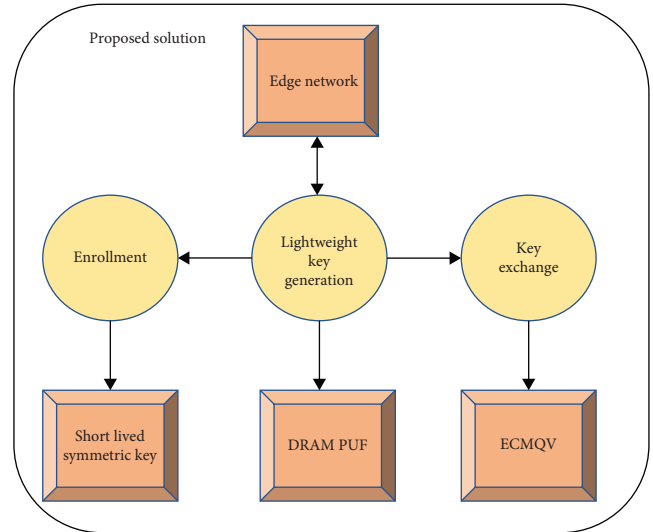 Proposed solution
Edge network
Enrollment
Lightweight
key
generation
Key
exchange
Short lived
symmetric key
DRAM PUF
ECMQV